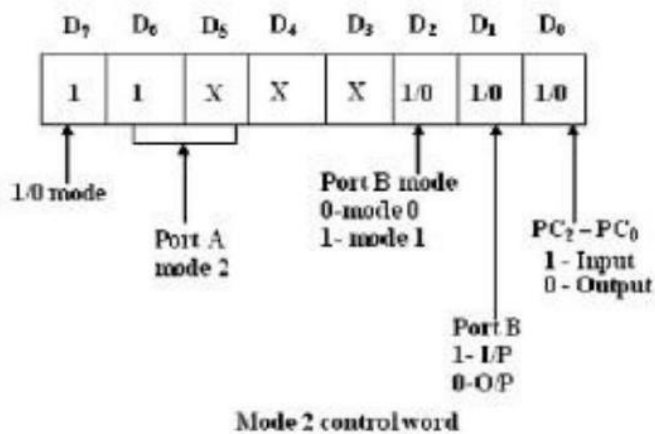 D₇ D₆ D₅ D₄ D₃ D₂ D₁ D₀
1 1 X X X 1/0 1/0 1/0
1/0 mode
Port A
mode 2
Port B mode
0-mode 0
1- mode 1
PC₂ – PC₀
1 - Input
0 - Output
Port B
1- I/P
0-O/P
Mode 2 control word